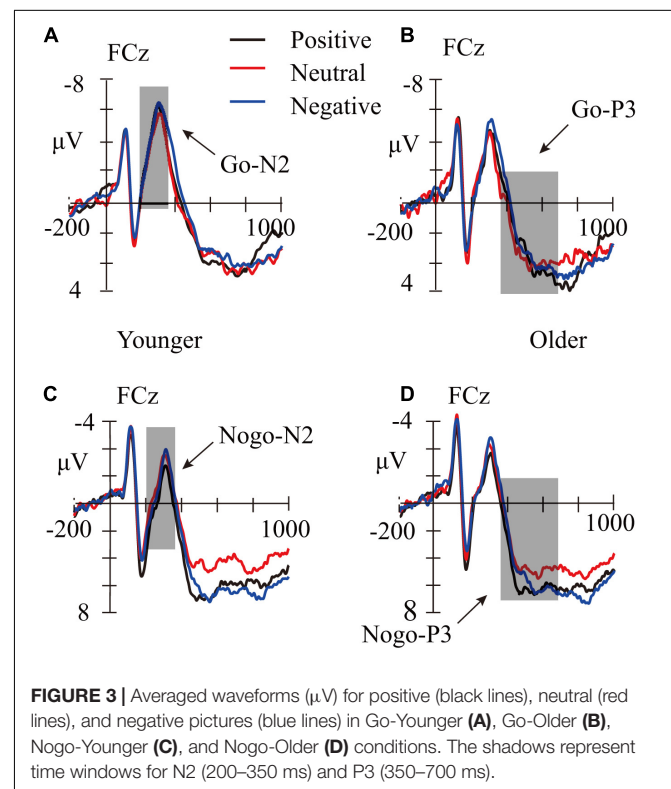 A
FCz
Positive
Neutral
Negative
B
FCz
-8
μV
Go-N2
-200
1000
4
-8
μV
Go-P3
-200
1000
4
Younger
Older
C
FCz
D
FCz
-4
μV
Nogo-N2
-200
1000
8
-4
μV
-200
1000
8
Nogo-P3
FIGURE 3 | Averaged waveforms (μV) for positive (black lines), neutral (red
lines), and negative pictures (blue lines) in Go-Younger (A), Go-Older (B),
Nogo-Younger (C), and Nogo-Older (D) conditions. The shadows represent
time windows for N2 (200–350 ms) and P3 (350–700 ms).